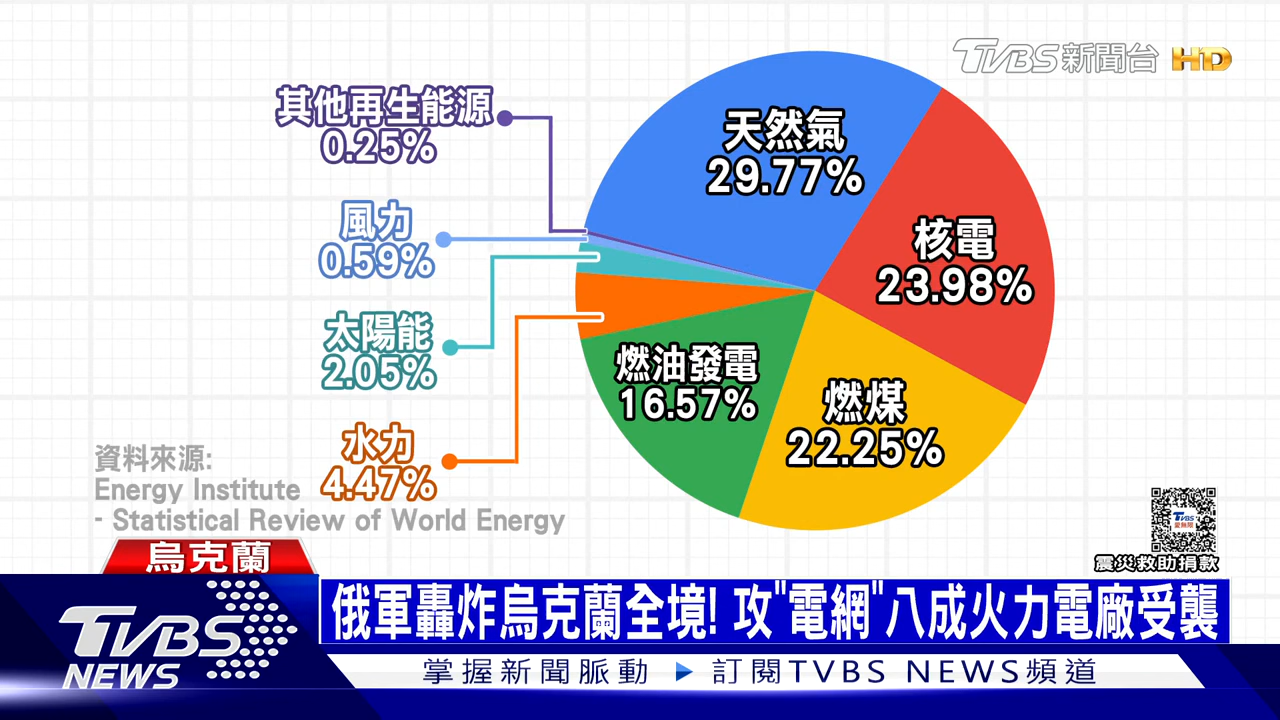 TVBS新聞台 HD
其他再生能源
0.25%
風力
0.59%
太陽能
2.05%
水力
4.47%
天然氣
29.77%
核電
23.98%
燃煤
22.25%
燃油發電
16.57%
資料來源:
Energy Institute
- Statistical Review of World Energy
TVBS
愛無限
震災救助捐款
烏克蘭
俄軍轟炸烏克蘭全境! 攻"電網"八成火力電廠受襲
TVBS
NEWS
掌握新聞脈動 ▶ 訂閱TVBS NEWS頻道